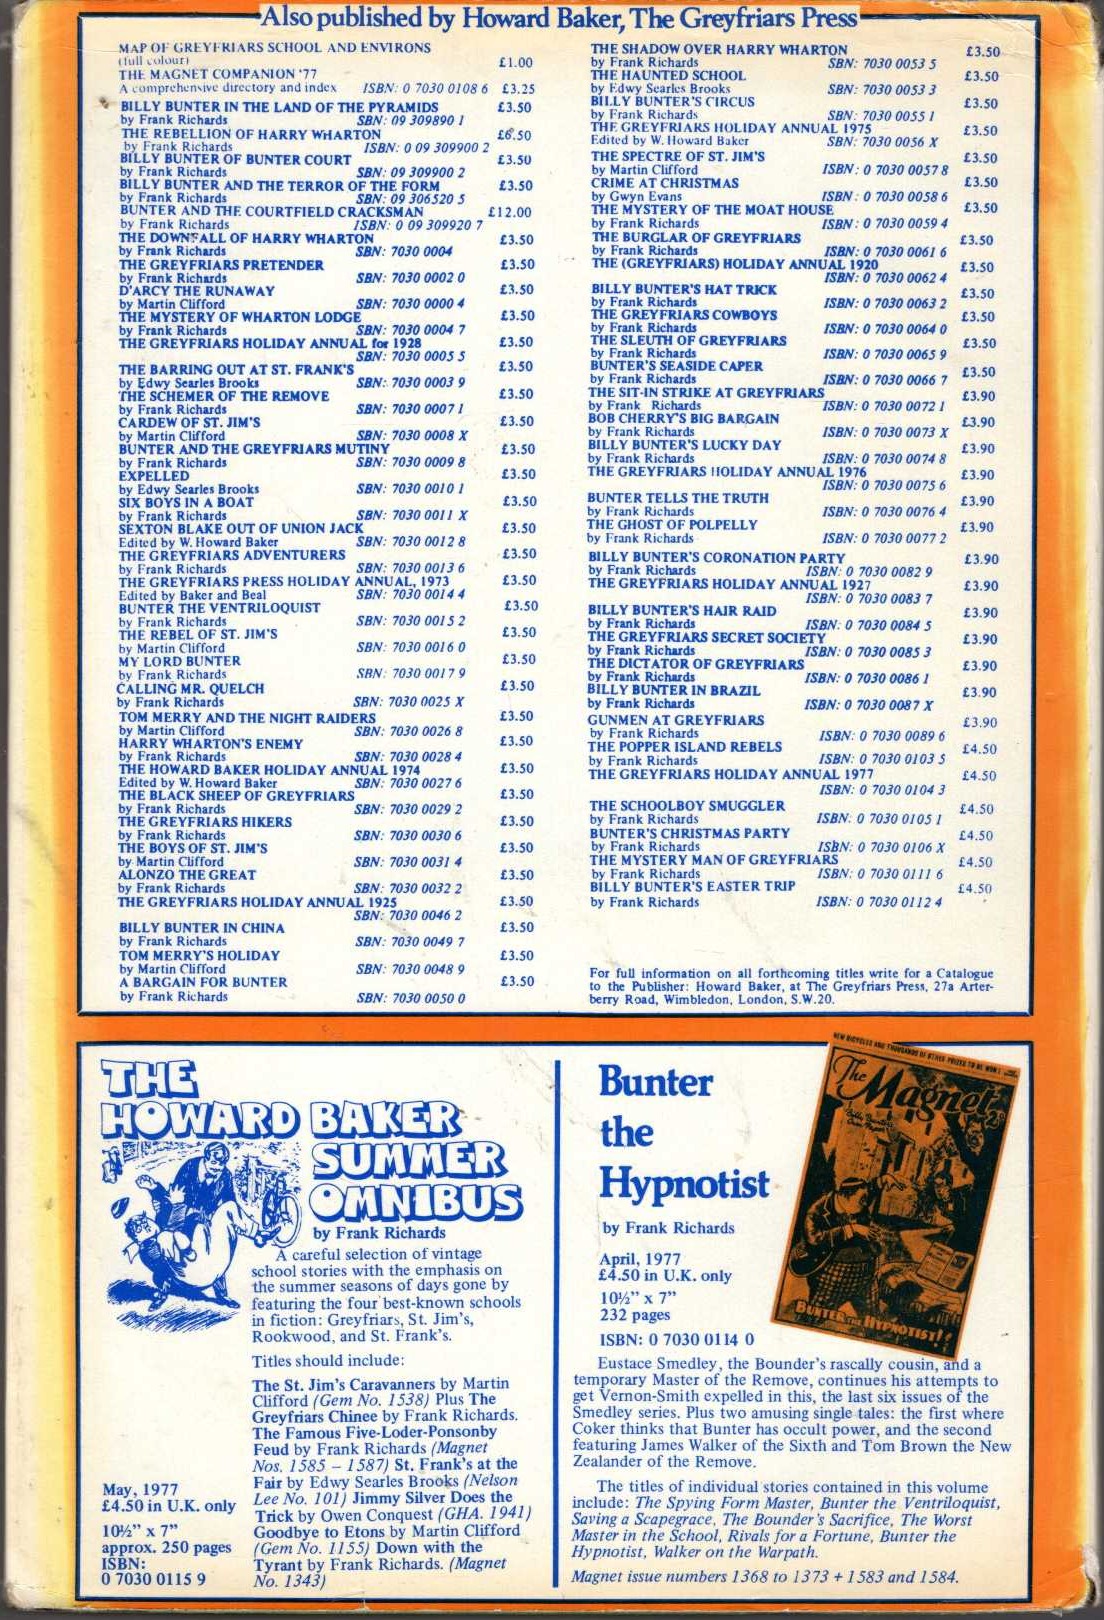 Also published by Howard Baker, The Greyfriars Press
MAP OF GREYFRIARS SCHOOL AND ENVIRONS
(full colour) £1.00
THE MAGNET COMPANION '77
A comprehensive directory and index ISBN: 0 7030 0108 6 £3.25
BILLY BUNTER IN THE LAND OF THE PYRAMIDS £3.50
by Frank Richards SBN: 09 309890 1
THE REBELLION OF HARRY WHARTON £6.50
by Frank Richards ISBN: 0 09 309900 2
BILLY BUNTER OF BUNTER COURT £3.50
by Frank Richards SBN: 09 309900 2
BILLY BUNTER AND THE TERROR OF THE FORM £3.50
by Frank Richards SBN: 09 306520 5
BUNTER AND THE COURTFIELD CRACKSMAN £12.00
by Frank Richards ISBN: 0 09 309920 7
THE DOWNFALL OF HARRY WHARTON £3.50
by Frank Richards SBN: 7030 0004
THE GREYFRIARS PRETENDER £3.50
by Frank Richards SBN: 7030 0002 0
D'ARCY THE RUNAWAY £3.50
by Martin Clifford SBN: 7030 0000 4
THE MYSTERY OF WHARTON LODGE £3.50
by Frank Richards SBN: 7030 0004 7
THE GREYFRIARS HOLIDAY ANNUAL for 1928 £3.50
SBN: 7030 0005 5
THE BARRING OUT AT ST. FRANK'S £3.50
by Edwy Searles Brooks SBN: 7030 0003 9
THE SCHEMER OF THE REMOVE £3.50
by Frank Richards SBN: 7030 0007 1
CARDEW OF ST. JIM'S £3.50
by Martin Clifford SBN: 7030 0008 X
BUNTER AND THE GREYFRIARS MUTINY £3.50
by Frank Richards SBN: 7030 0009 8
EXPELLED £3.50
by Edwy Searles Brooks SBN: 7030 0010 1
SIX BOYS IN A BOAT £3.50
by Frank Richards SBN: 7030 0011 X
SEXTON BLAKE OUT OF UNION JACK £3.50
Edited by W. Howard Baker SBN: 7030 0012 8
THE GREYFRIARS ADVENTURERS £3.50
by Frank Richards SBN: 7030 0013 6
THE GREYFRIARS PRESS HOLIDAY ANNUAL, 1973 £3.50
Edited by Baker and Beal SBN: 7030 0014 4
BUNTER THE VENTRILOQUIST £3.50
by Frank Richards SBN: 7030 0015 2
THE REBEL OF ST. JIM'S £3.50
by Martin Clifford SBN: 7030 0016 0
MY LORD BUNTER £3.50
by Frank Richards SBN: 7030 0017 9
CALLING MR. QUELCH £3.50
by Frank Richards SBN: 7030 0025 X
TOM MERRY AND THE NIGHT RAIDERS £3.50
by Martin Clifford SBN: 7030 0026 8
HARRY WHARTON'S ENEMY £3.50
by Frank Richards SBN: 7030 0028 4
THE HOWARD BAKER HOLIDAY ANNUAL 1974 £3.50
Edited by W. Howard Baker SBN: 7030 0027 6
THE BLACK SHEEP OF GREYFRIARS £3.50
by Frank Richards SBN: 7030 0029 2
THE GREYFRIARS HIKERS £3.50
by Frank Richards SBN: 7030 0030 6
THE BOYS OF ST. JIM'S £3.50
by Martin Clifford SBN: 7030 0031 4
ALONZO THE GREAT £3.50
by Frank Richards SBN: 7030 0032 2
THE GREYFRIARS HOLIDAY ANNUAL 1925 £3.50
SBN: 7030 0046 2
BILLY BUNTER IN CHINA £3.50
by Frank Richards SBN: 7030 0049 7
TOM MERRY'S HOLIDAY £3.50
by Martin Clifford SBN: 7030 0048 9
A BARGAIN FOR BUNTER £3.50
by Frank Richards SBN: 7030 0050 0
THE SHADOW OVER HARRY WHARTON £3.50
by Frank Richards SBN: 7030 0053 5
THE HAUNTED SCHOOL £3.50
by Edwy Searles Brooks SBN: 7030 0053 3
BILLY BUNTER'S CIRCUS £3.50
by Frank Richards SBN: 7030 0055 1
THE GREYFRIARS HOLIDAY ANNUAL 1975 £3.50
Edited by W. Howard Baker SBN: 7030 0056 X
THE SPECTRE OF ST. JIM'S £3.50
by Martin Clifford ISBN: 0 7030 0057 8
CRIME AT CHRISTMAS £3.50
by Gwyn Evans ISBN: 0 7030 0058 6
THE MYSTERY OF THE MOAT HOUSE £3.50
by Frank Richards ISBN: 0 7030 0059 4
THE BURGLAR OF GREYFRIARS £3.50
by Frank Richards ISBN: 0 7030 0061 6
THE (GREYFRIARS) HOLIDAY ANNUAL 1920 £3.50
ISBN: 0 7030 0062 4
BILLY BUNTER'S HAT TRICK £3.50
by Frank Richards ISBN: 0 7030 0063 2
THE GREYFRIARS COWBOYS £3.50
by Frank Richards ISBN: 0 7030 0064 0
THE SLEUTH OF GREYFRIARS £3.50
by Frank Richards ISBN: 0 7030 0065 9
BUNTER'S SEASIDE CAPER £3.50
by Frank Richards ISBN: 0 7030 0066 7
THE SIT-IN STRIKE AT GREYFRIARS £3.90
by Frank Richards ISBN: 0 7030 0072 1
BOB CHERRY'S BIG BARGAIN £3.90
by Frank Richards ISBN: 0 7030 0073 X
BILLY BUNTER'S LUCKY DAY £3.90
by Frank Richards ISBN: 0 7030 0074 8
THE GREYFRIARS HOLIDAY ANNUAL 1976 £3.90
ISBN: 0 7030 0075 6
BUNTER TELLS THE TRUTH £3.90
by Frank Richards ISBN: 0 7030 0076 4
THE GHOST OF POLPELLY £3.90
by Frank Richards ISBN: 0 7030 0077 2
BILLY BUNTER'S CORONATION PARTY £3.90
by Frank Richards ISBN: 0 7030 0082 9
THE GREYFRIARS HOLIDAY ANNUAL 1927 £3.90
ISBN: 0 7030 0083 7
BILLY BUNTER'S HAIR RAID £3.90
by Frank Richards ISBN: 0 7030 0084 5
THE GREYFRIARS SECRET SOCIETY £3.90
by Frank Richards ISBN: 0 7030 0085 3
THE DICTATOR OF GREYFRIARS £3.90
by Frank Richards ISBN: 0 7030 0086 1
BILLY BUNTER IN BRAZIL £3.90
by Frank Richards ISBN: 0 7030 0087 X
GUNMEN AT GREYFRIARS £3.90
by Frank Richards ISBN: 0 7030 0089 6
THE POPPER ISLAND REBELS £4.50
by Frank Richards ISBN: 0 7030 0103 5
THE GREYFRIARS HOLIDAY ANNUAL 1977 £4.50
ISBN: 0 7030 0104 3
THE SCHOOLBOY SMUGGLER £4.50
by Frank Richards ISBN: 0 7030 0105 1
BUNTER'S CHRISTMAS PARTY £4.50
by Frank Richards ISBN: 0 7030 0106 X
THE MYSTERY MAN OF GREYFRIARS £4.50
by Frank Richards ISBN: 0 7030 0111 6
BILLY BUNTER'S EASTER TRIP £4.50
by Frank Richards ISBN: 0 7030 0112 4
For full information on all forthcoming titles write for a Catalogue
to the Publisher: Howard Baker, at The Greyfriars Press, 27a Arter-
berry Road, Wimbledon, London, S.W.20.
THE
HOWARD BAKER
SUMMER
OMNIBUS
by Frank Richards
A careful selection of vintage
school stories with the emphasis on
the summer seasons of days gone by
featuring the four best-known schools
in fiction: Greyfriars, St. Jim's,
Rookwood, and St. Frank's.
Titles should include:
The St. Jim's Caravanners by Martin
Clifford (Gem No. 1538) Plus The
Greyfriars Chinee by Frank Richards.
The Famous Five-Loder-Ponsonby
Feud by Frank Richards (Magnet
Nos. 1585 – 1587) St. Frank's at the
Fair by Edwy Searles Brooks (Nelson
Lee No. 101) Jimmy Silver Does the
Trick by Owen Conquest (GHA. 1941)
Goodbye to Etons by Martin Clifford
(Gem No. 1155) Down with the
Tyrant by Frank Richards. (Magnet
No. 1343)
May, 1977
£4.50 in U.K. only
10½" x 7"
approx. 250 pages
ISBN:
0 7030 0115 9
Bunter
the
Hypnotist
by Frank Richards
April, 1977
£4.50 in U.K. only
10½" x 7"
232 pages
ISBN: 0 7030 0114 0
NEW BICYCLES AND THOUSANDS OF OTHER PRIZES TO BE WON!
The Magnet 2D
BUNTER THE HYPNOTIST!
Eustace Smedley, the Bounder's rascally cousin, and a
temporary Master of the Remove, continues his attempts to
get Vernon-Smith expelled in this, the last six issues of the
Smedley series. Plus two amusing single tales: the first where
Coker thinks that Bunter has occult power, and the second
featuring James Walker of the Sixth and Tom Brown the New
Zealander of the Remove.
The titles of individual stories contained in this volume
include: The Spying Form Master, Bunter the Ventriloquist,
Saving a Scapegrace, The Bounder's Sacrifice, The Worst
Master in the School, Rivals for a Fortune, Bunter the
Hypnotist, Walker on the Warpath.
Magnet issue numbers 1368 to 1373 + 1583 and 1584.